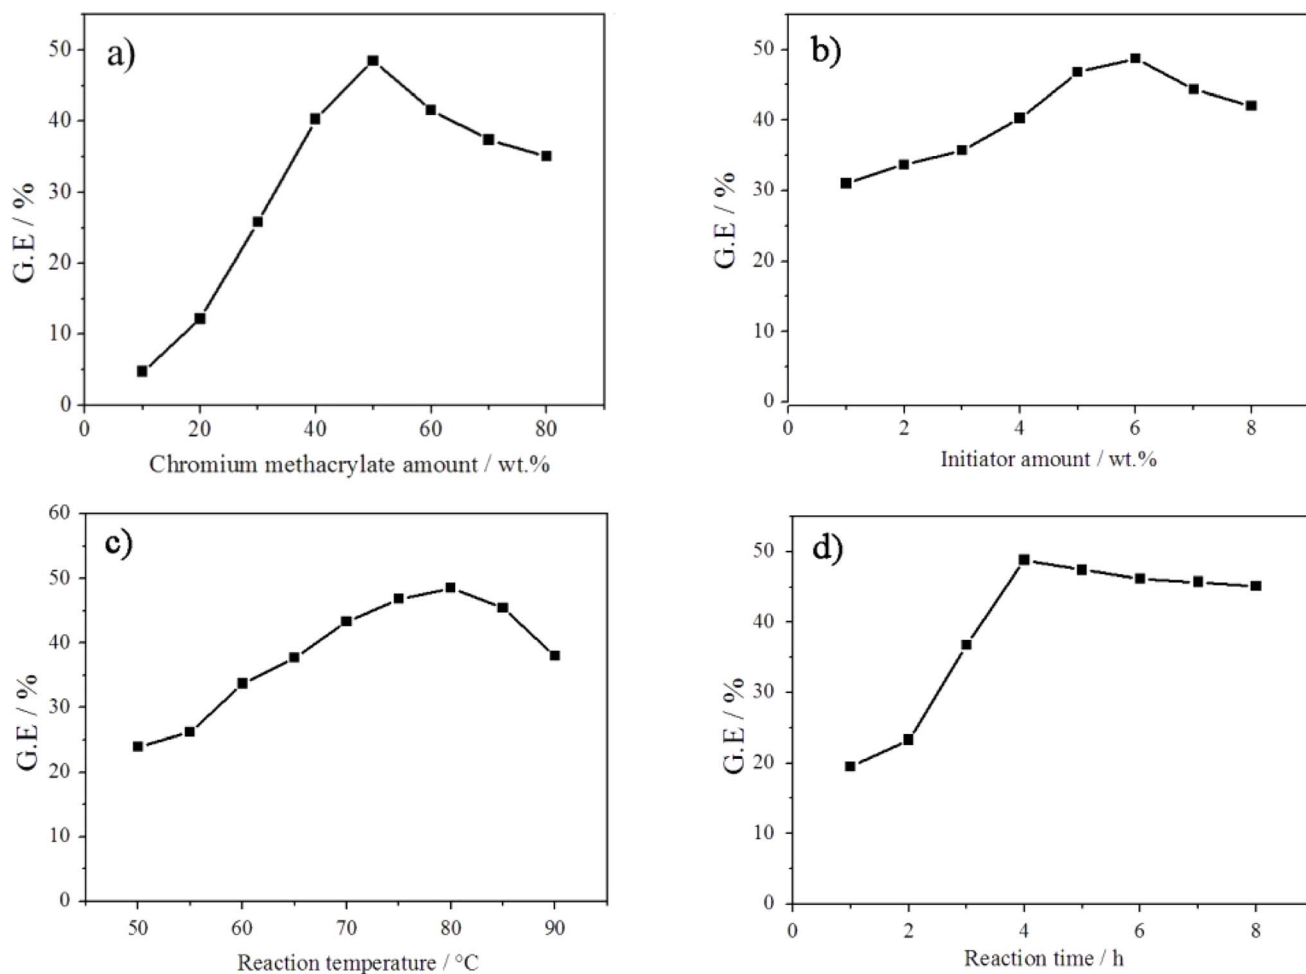 a)
50
40
30
20
10
0
G.E / %
0 20 40 60 80
Chromium methacrylate amount / wt.%
b)
50
40
30
20
10
0
G.E / %
0 2 4 6 8
Initiator amount / wt.%
c)
60
50
40
30
20
10
0
G.E / %
50 60 70 80 90
Reaction temperature / °C
d)
50
40
30
20
10
0
G.E / %
0 2 4 6 8
Reaction time / h